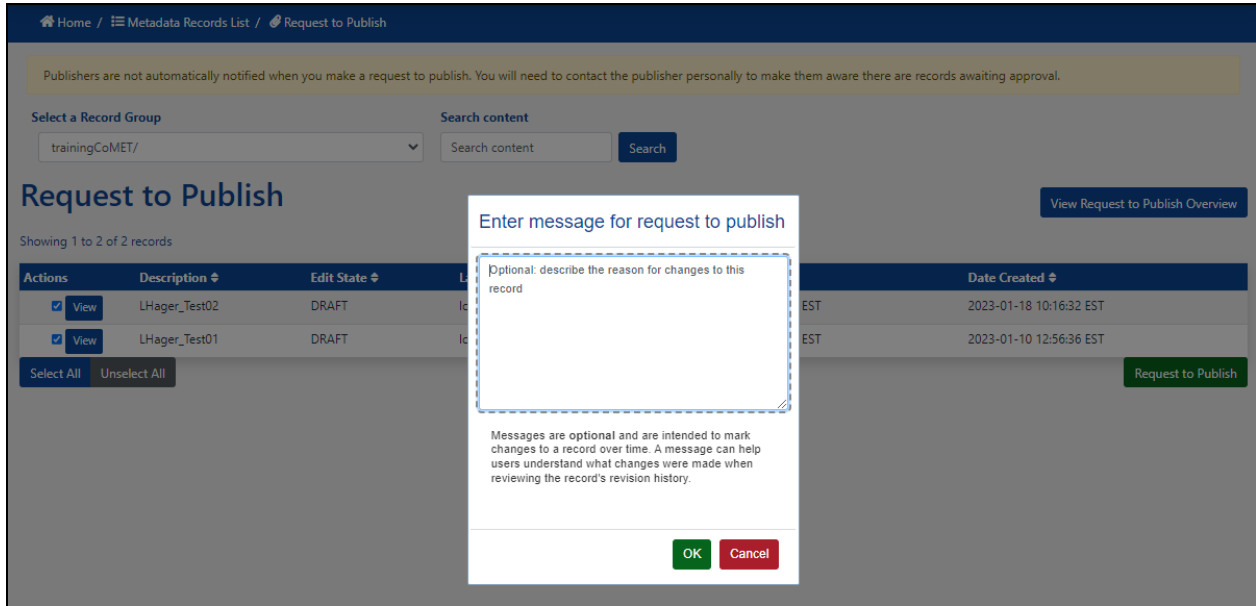 Home / Metadata Records List / Request to Publish
Publishers are not automatically notified when you make a request to publish. You will need to contact the publisher personally to make them aware there are records awaiting approval.
Select a Record Group
Search content
trainingCoMET/
Search content
Search
Request to Publish
View Request to Publish Overview
Showing 1 to 2 of 2 records
Actions Description Edit State Date Created
View LHager_Test02 DRAFT EST 2023-01-18 10:16:32 EST
View LHager_Test01 DRAFT EST 2023-01-10 12:56:36 EST
Select All Unselect All
Request to Publish
Enter message for request to publish
Optional: describe the reason for changes to this
record
Messages are optional and are intended to mark
changes to a record over time. A message can help
users understand what changes were made when
reviewing the record's revision history.
OK Cancel